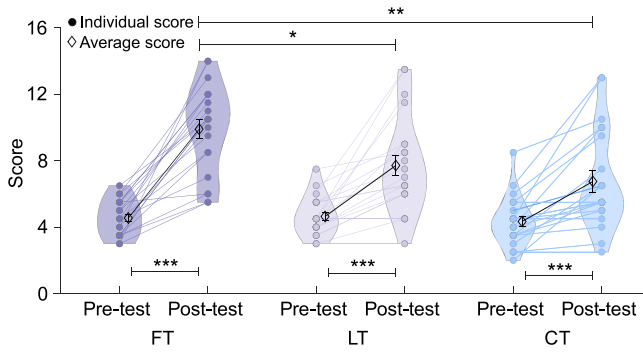 ● Individual score
◇ Average score
**
*
16
12
8
4
0
Score
***
***
***
Pre-test Post-test Pre-test Post-test Pre-test Post-test
FT LT CT